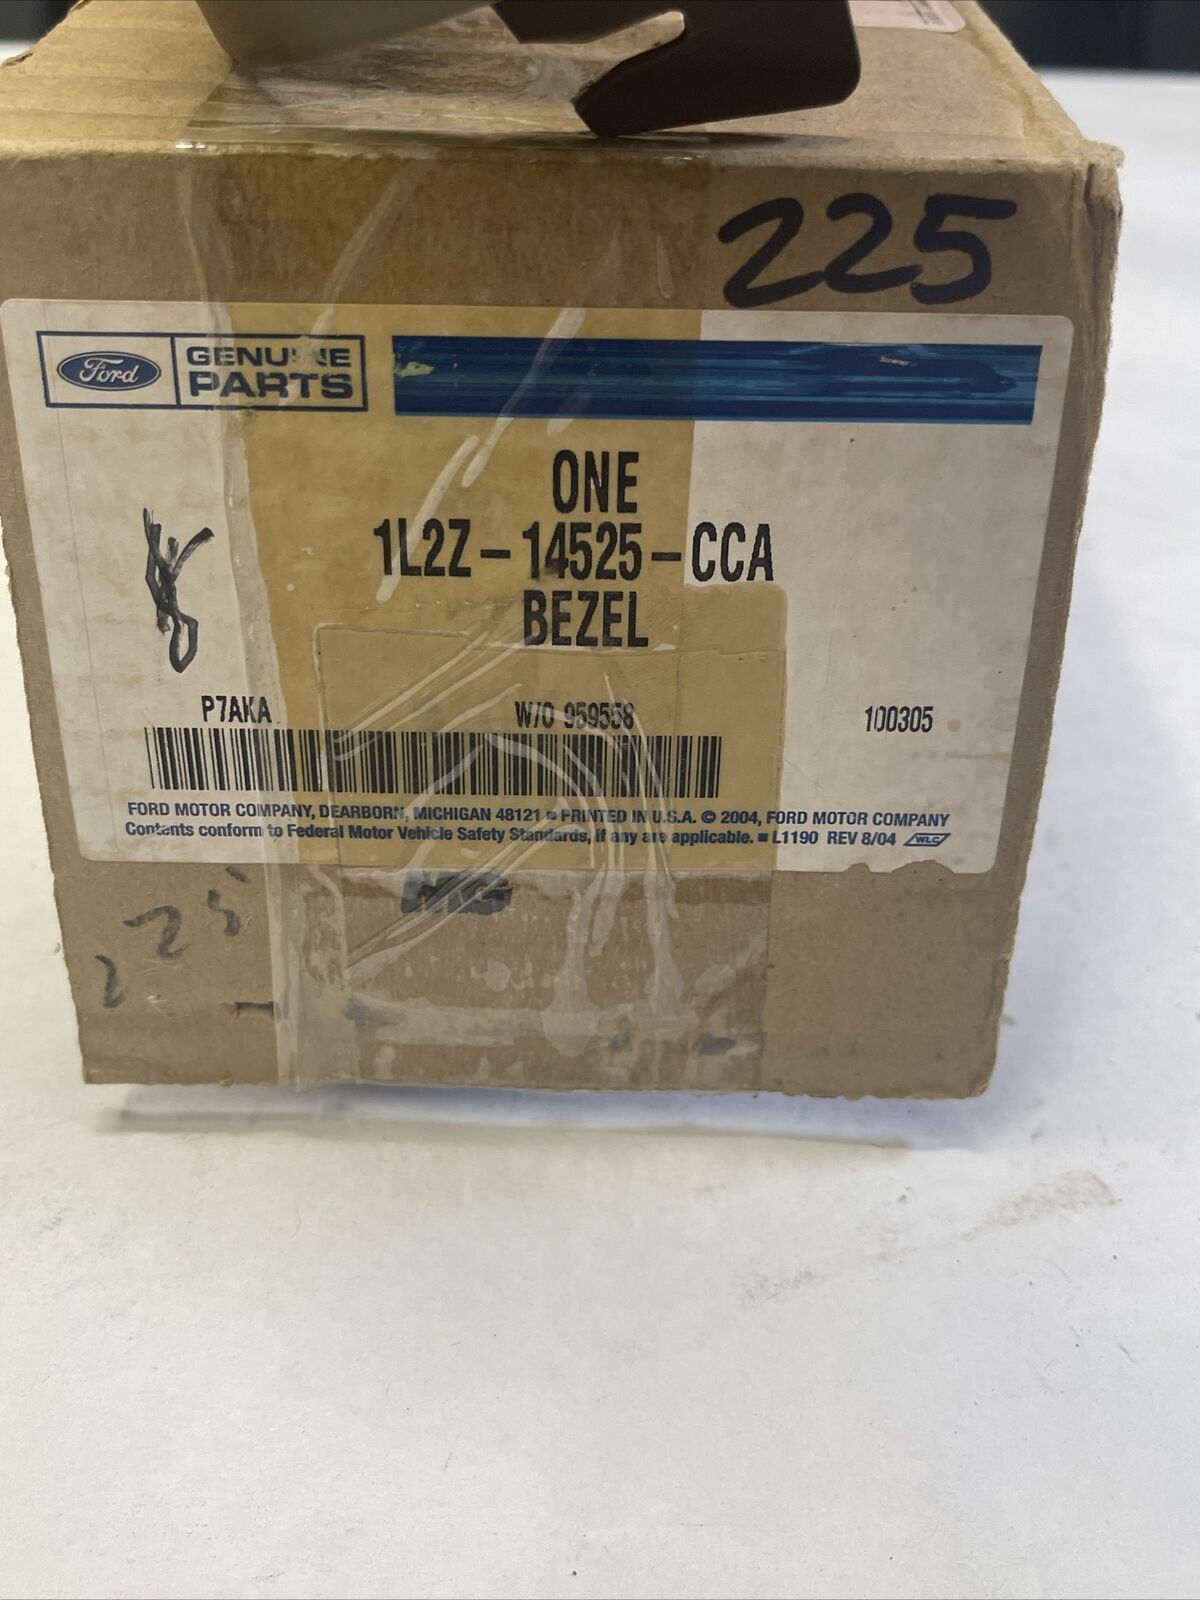 225
Ford
GENUINE
PARTS
ONE
1L2Z-14525-CCA
BEZEL
P7AKA W/O 959558 100305
FORD MOTOR COMPANY, DEARBORN, MICHIGAN 48121 ■ PRINTED IN U.S.A. © 2004, FORD MOTOR COMPANY
Contents conform to Federal Motor Vehicle Safety Standards, if any are applicable. ■ L1190 REV 8/04 WLC
225